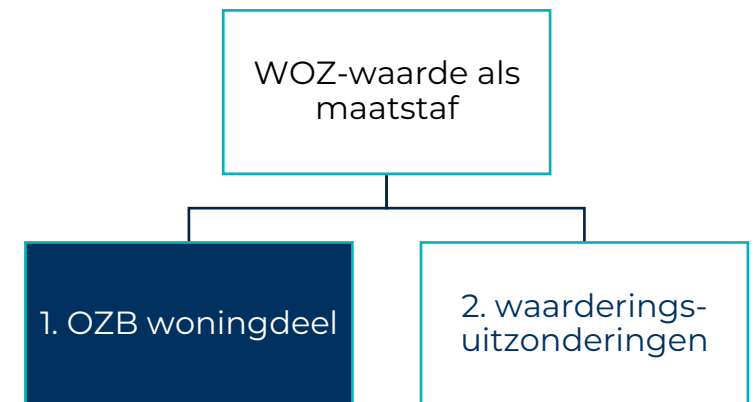 WOZ-waarde als
maatstaf
1. OZB woningdeel
2. waarderings-
uitzonderingen